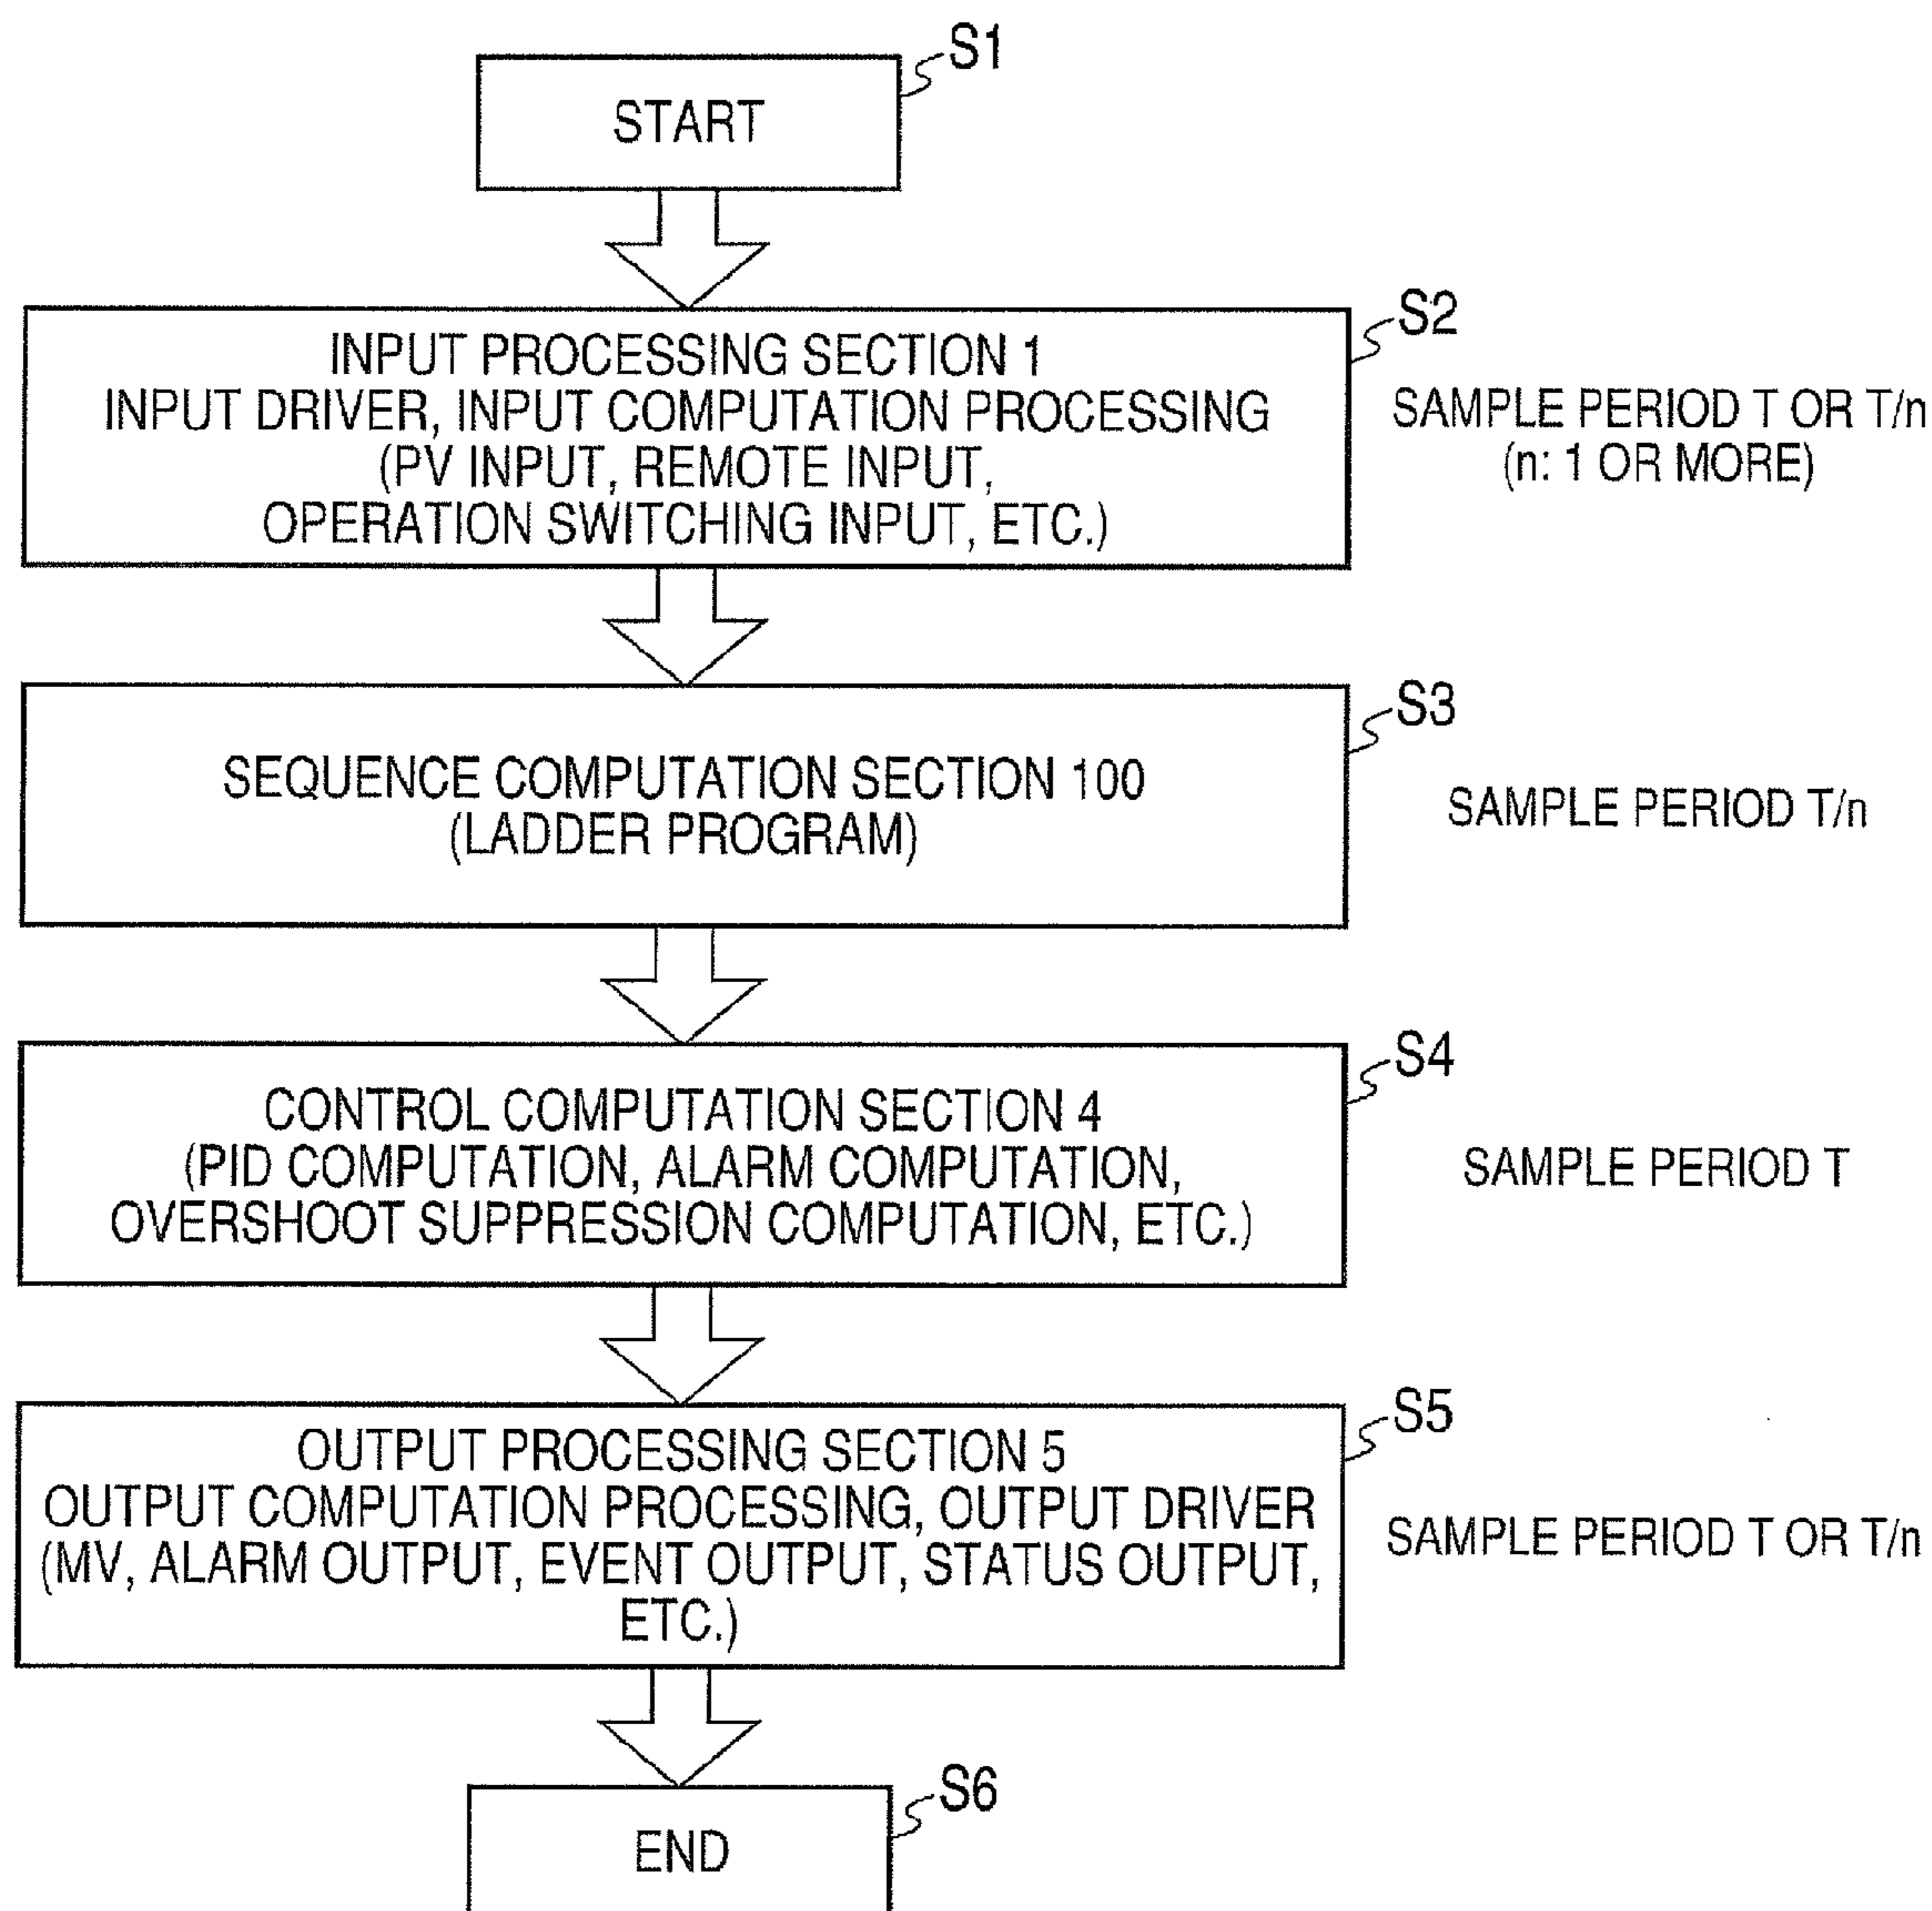 S1
START
S2
INPUT PROCESSING SECTION 1
INPUT DRIVER, INPUT COMPUTATION PROCESSING
(PV INPUT, REMOTE INPUT,
OPERATION SWITCHING INPUT, ETC.)
SAMPLE PERIOD T OR T/n
(n: 1 OR MORE)
S3
SEQUENCE COMPUTATION SECTION 100
(LADDER PROGRAM)
SAMPLE PERIOD T/n
S4
CONTROL COMPUTATION SECTION 4
(PID COMPUTATION, ALARM COMPUTATION,
OVERSHOOT SUPPRESSION COMPUTATION, ETC.)
SAMPLE PERIOD T
S5
OUTPUT PROCESSING SECTION 5
OUTPUT COMPUTATION PROCESSING, OUTPUT DRIVER
(MV, ALARM OUTPUT, EVENT OUTPUT, STATUS OUTPUT,
ETC.)
SAMPLE PERIOD T OR T/n
S6
END